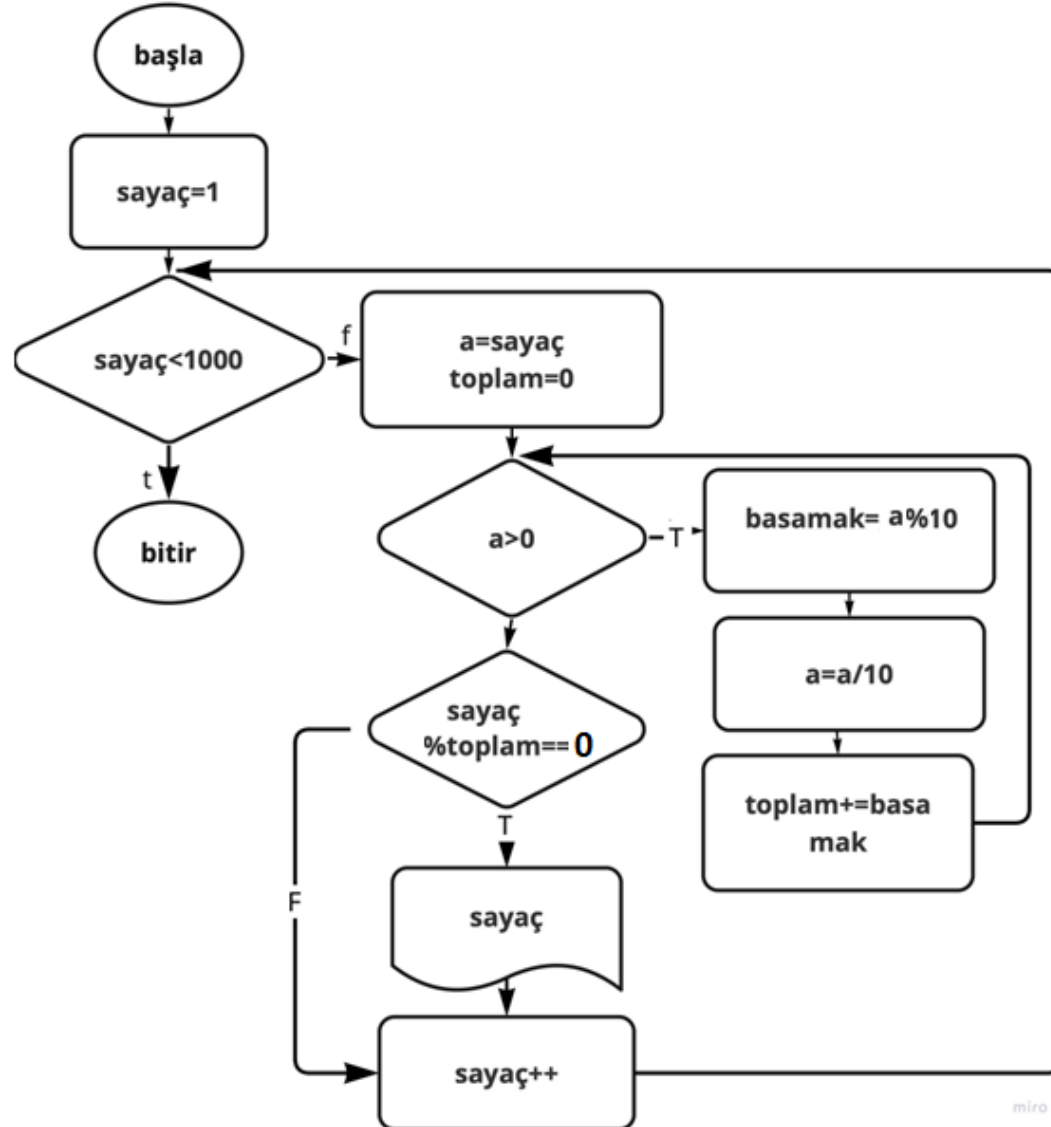 başla
sayaç=1
sayaç<1000
f
t
bitir
a=sayaç
toplam=0
a>0
T
basamak= a%10
a=a/10
toplam+=basa
mak
sayaç
%toplam==0
T
F
sayaç
sayaç++
miro